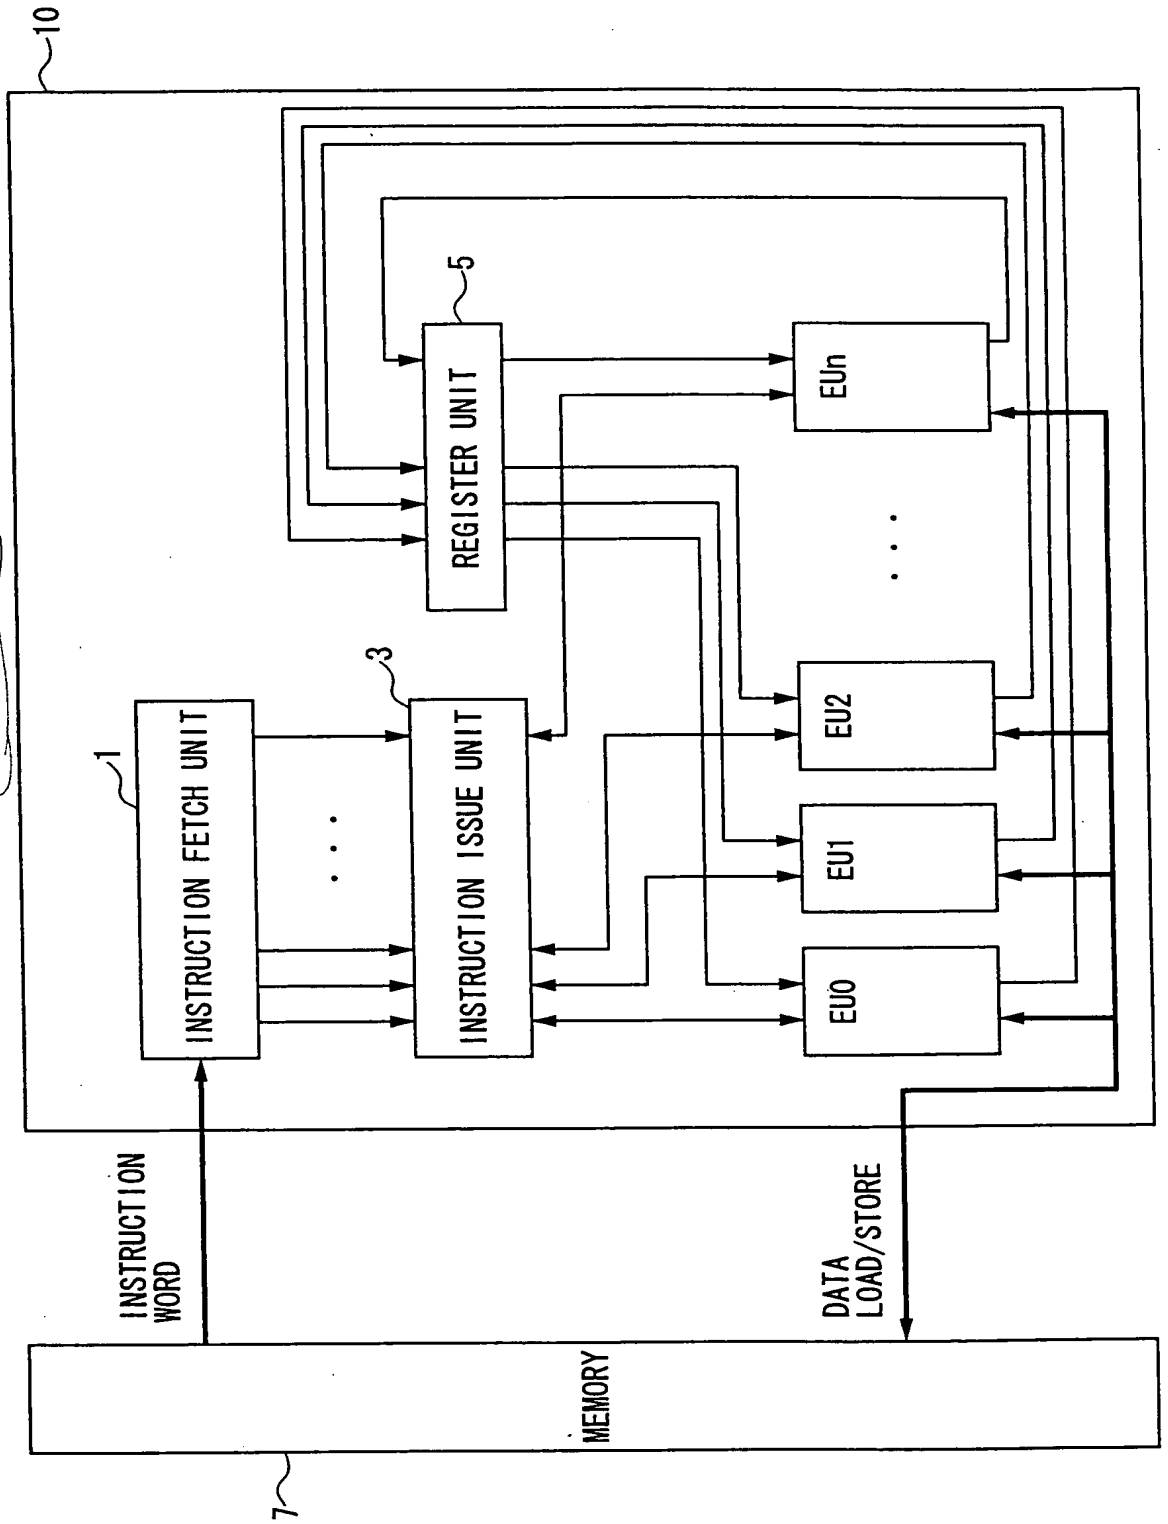 10
1
INSTRUCTION FETCH UNIT
INSTRUCTION
WORD
3
INSTRUCTION ISSUE UNIT
5
REGISTER UNIT
7
MEMORY
DATA
LOAD/STORE
EU0
EU1
EU2
. . .
EUn
. . .